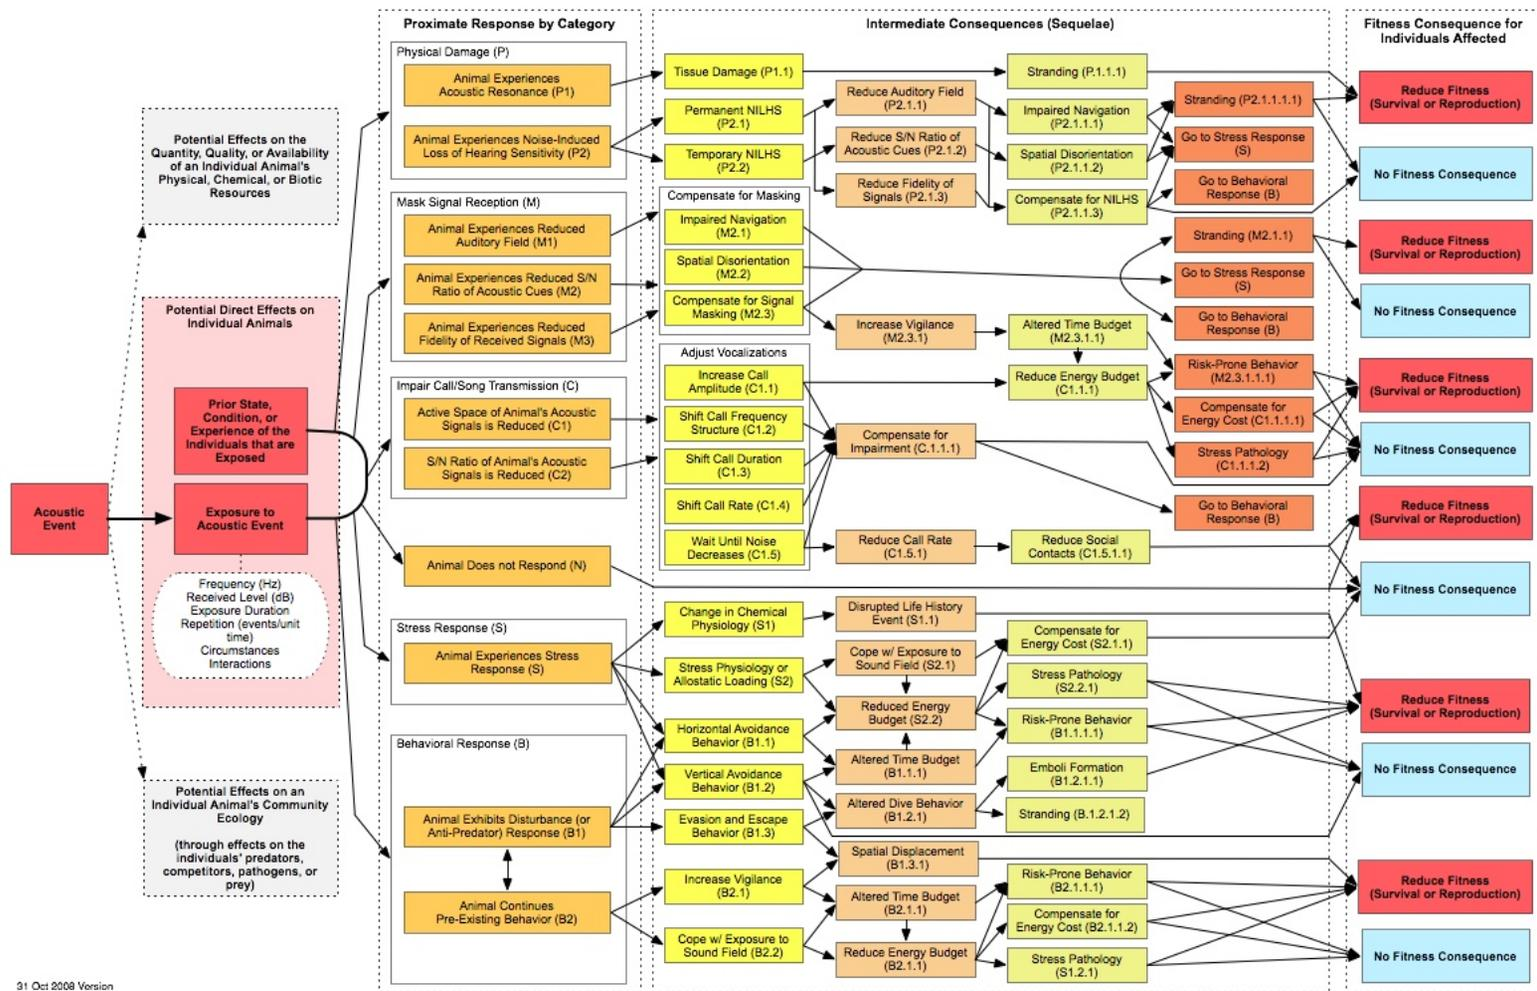 Proximate Response by Category
Intermediate Consequences (Sequelae)
Fitness Consequence for
Individuals Affected
Potential Effects on the
Quantity, Quality, or Availability
of an Individual Animal's
Physical, Chemical, or Biotic
Resources
Potential Direct Effects on
Individual Animals
Prior State,
Condition, or
Experience of the
Individuals that are
Exposed
Acoustic
Event
Exposure to
Acoustic Event
Frequency (Hz)
Received Level (dB)
Exposure Duration
Repetition (events/unit
time)
Circumstances
Interactions
Potential Effects on an
Individual Animal's Community
Ecology
(through effects on the
individuals' predators,
competitors, pathogens, or
prey)
Physical Damage (P)
Animal Experiences
Acoustic Resonance (P1)
Animal Experiences Noise-Induced
Loss of Hearing Sensitivity (P2)
Mask Signal Reception (M)
Animal Experiences Reduced
Auditory Field (M1)
Animal Experiences Reduced S/N
Ratio of Acoustic Cues (M2)
Animal Experiences Reduced
Fidelity of Received Signals (M3)
Impair Call/Song Transmission (C)
Active Space of Animal's Acoustic
Signals is Reduced (C1)
S/N Ratio of Animal's Acoustic
Signals is Reduced (C2)
Animal Does not Respond (N)
Stress Response (S)
Animal Experiences Stress
Response (S)
Behavioral Response (B)
Animal Exhibits Disturbance (or
Anti-Predator) Response (B1)
Animal Continues
Pre-Existing Behavior (B2)
Tissue Damage (P1.1)
Permanent NILHS
(P2.1)
Temporary NILHS
(P2.2)
Compensate for Masking
Impaired Navigation
(M2.1)
Spatial Disorientation
(M2.2)
Compensate for Signal
Masking (M2.3)
Adjust Vocalizations
Increase Call
Amplitude (C1.1)
Shift Call Frequency
Structure (C1.2)
Shift Call Duration
(C1.3)
Shift Call Rate (C1.4)
Wait Until Noise
Decreases (C1.5)
Change in Chemical
Physiology (S1)
Stress Physiology or
Allostatic Loading (S2)
Horizontal Avoidance
Behavior (B1.1)
Vertical Avoidance
Behavior (B1.2)
Evasion and Escape
Behavior (B1.3)
Increase Vigilance
(B2.1)
Cope w/ Exposure to
Sound Field (B2.2)
Reduce Auditory Field
(P2.1.1)
Reduce S/N Ratio of
Acoustic Cues (P2.1.2)
Reduce Fidelity of
Signals (P2.1.3)
Increase Vigilance
(M2.3.1)
Compensate for
Impairment (C.1.1.1)
Reduce Call Rate
(C1.5.1)
Disrupted Life History
Event (S1.1)
Cope w/ Exposure to
Sound Field (S2.1)
Reduced Energy
Budget (S2.2)
Altered Time Budget
(B1.1.1)
Altered Dive Behavior
(B1.2.1)
Spatial Displacement
(B1.3.1)
Altered Time Budget
(B2.1.1)
Reduce Energy Budget
(B2.1.1)
Stranding (P.1.1.1)
Impaired Navigation
(P2.1.1.1)
Spatial Disorientation
(P2.1.1.2)
Compensate for NILHS
(P2.1.1.3)
Altered Time Budget
(M2.3.1.1)
Reduce Energy Budget
(C1.1.1)
Reduce Social
Contacts (C1.5.1.1)
Compensate for
Energy Cost (S2.1.1)
Stress Pathology
(S2.2.1)
Risk-Prone Behavior
(B1.1.1.1)
Emboli Formation
(B1.2.1.1)
Stranding (B.1.2.1.2)
Risk-Prone Behavior
(B2.1.1.1)
Compensate for
Energy Cost (B2.1.1.2)
Stress Pathology
(S1.2.1)
Stranding (P2.1.1.1.1)
Go to Stress Response
(S)
Go to Behavioral
Response (B)
Stranding (M2.1.1)
Go to Stress Response
(S)
Go to Behavioral
Response (B)
Risk-Prone Behavior
(M2.3.1.1.1)
Compensate for
Energy Cost (C1.1.1.1)
Stress Pathology
(C1.1.1.2)
Go to Behavioral
Response (B)
Reduce Fitness
(Survival or Reproduction)
No Fitness Consequence
Reduce Fitness
(Survival or Reproduction)
No Fitness Consequence
Reduce Fitness
(Survival or Reproduction)
No Fitness Consequence
Reduce Fitness
(Survival or Reproduction)
No Fitness Consequence
Reduce Fitness
(Survival or Reproduction)
No Fitness Consequence
Reduce Fitness
(Survival or Reproduction)
No Fitness Consequence
31 Oct 2008 Version